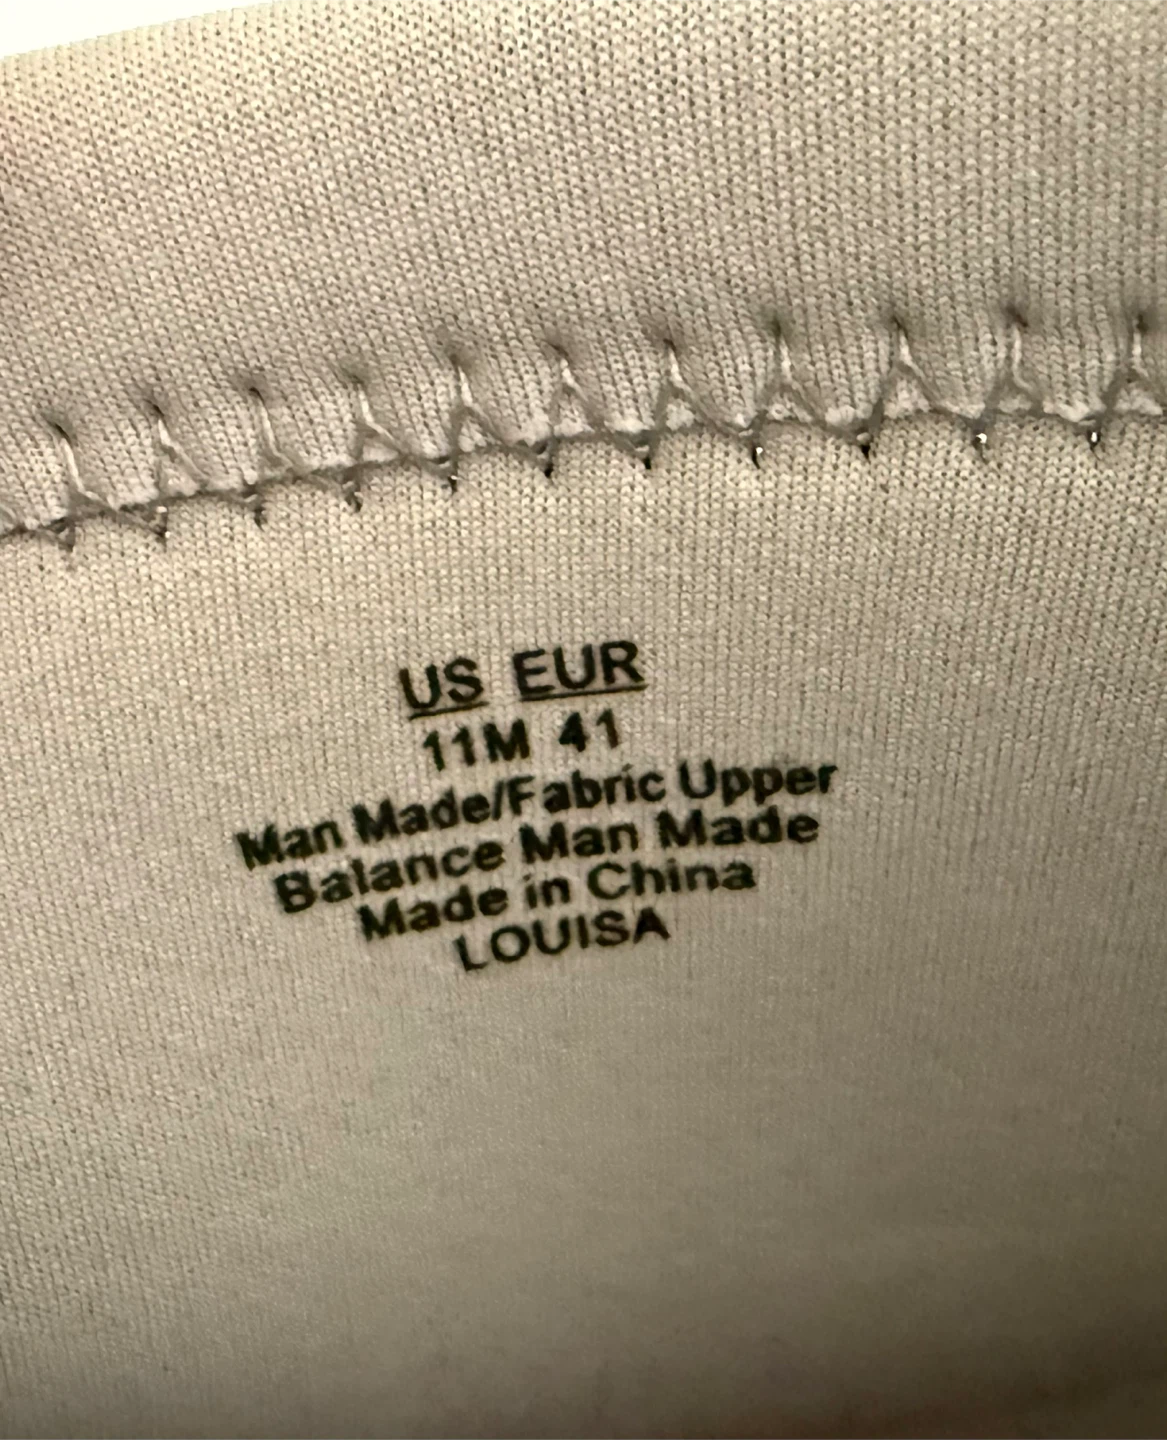 US EUR
11M 41
Man Made/Fabric Upper
Balance Man Made
Made in China
LOUISA